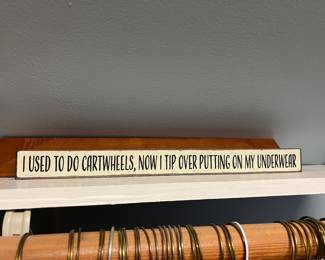 I USED TO DO CARTWHEELS, NOW I TIP OVER PUTTING ON MY UNDERWEAR